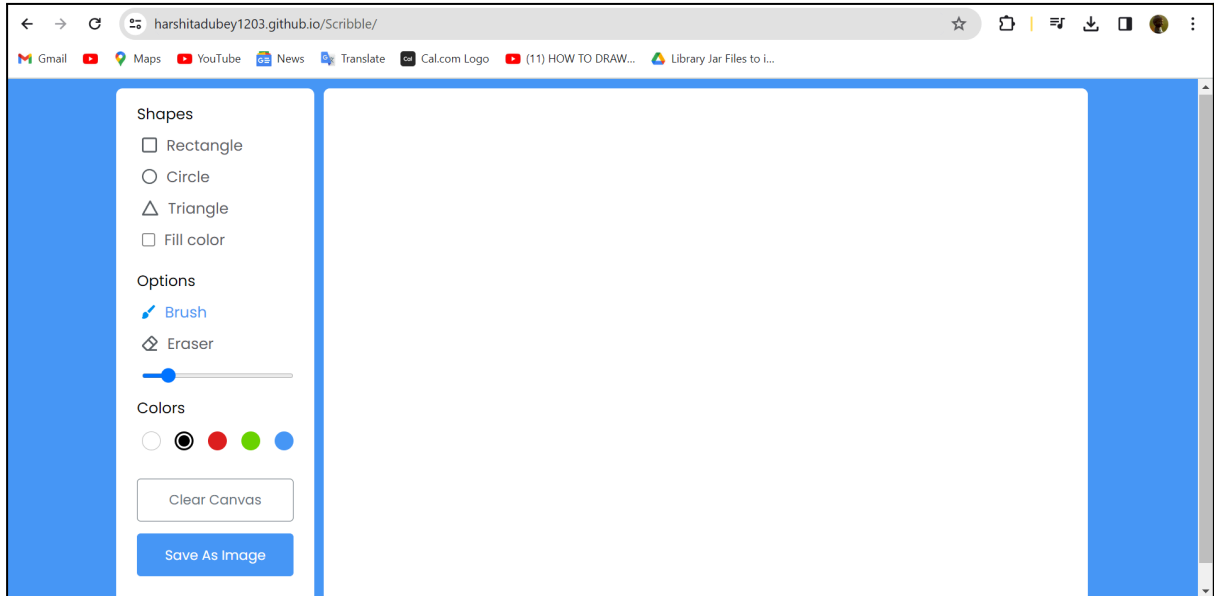 harshitadubey1203.github.io/Scribble/
Gmail Maps YouTube News Translate Cal.com Logo (11) HOW TO DRAW... Library Jar Files to i...
Shapes
Rectangle
Circle
Triangle
Fill color
Options
Brush
Eraser
Colors
Clear Canvas
Save As Image